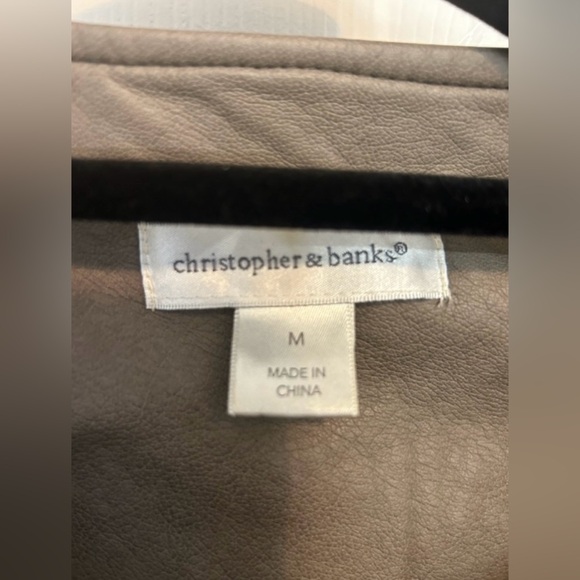 christopher & banks®
M
MADE IN
CHINA